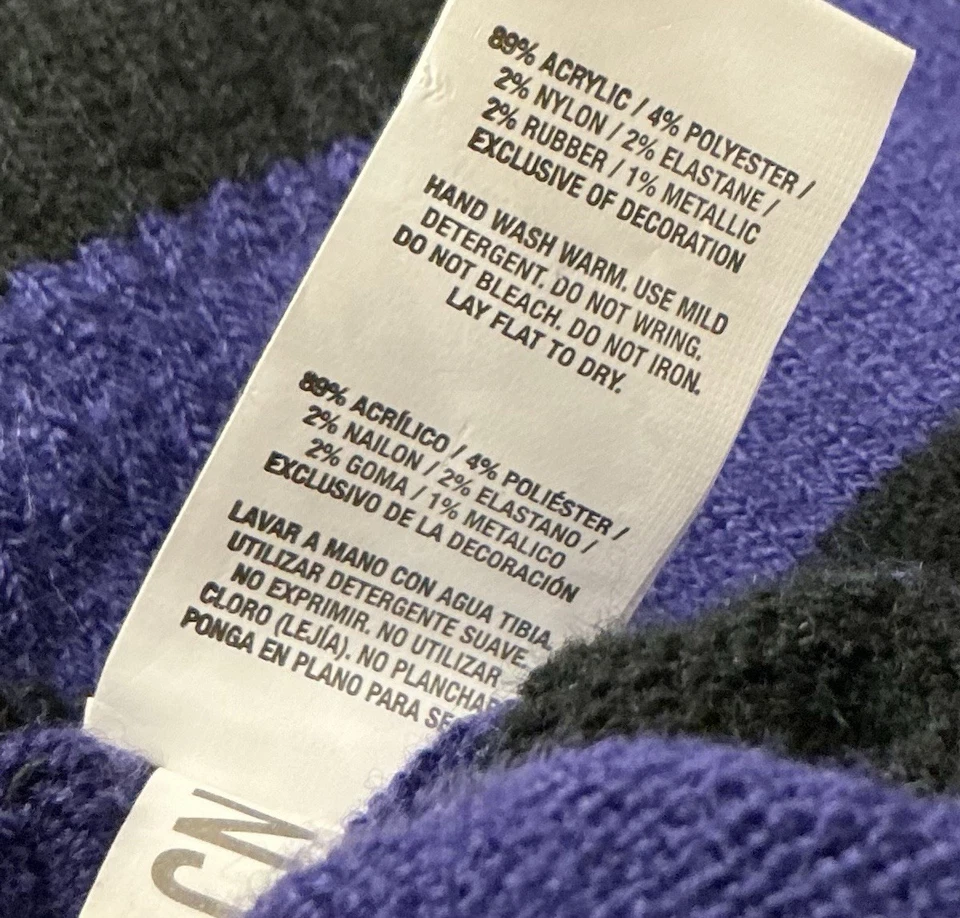 89% ACRYLIC / 4% POLYESTER /
2% NYLON / 2% ELASTANE /
2% RUBBER / 1% METALLIC
EXCLUSIVE OF DECORATION
HAND WASH WARM. USE MILD
DETERGENT. DO NOT WRING.
DO NOT BLEACH. DO NOT IRON.
LAY FLAT TO DRY.
89% ACRÍLICO / 4% POLIÉSTER /
2% NAILON / 2% ELASTANO /
2% GOMA / 1% METALICO
EXCLUSIVO DE LA DECORACIÓN
LAVAR A MANO CON AGUA TIBIA.
UTILIZAR DETERGENTE SUAVE.
NO EXPRIMIR. NO UTILIZAR
CLORO (LEJÍA). NO PLANCHAR
PONGA EN PLANO PARA SE
CN